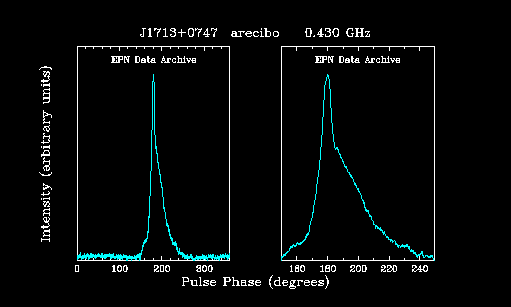 J1713+0747 arecibo 0.430 GHz
EPN Data Archive
EPN Data Archive
Intensity (arbitrary units)
0 100 200 300
160 180 200 220 240
Pulse Phase (degrees)